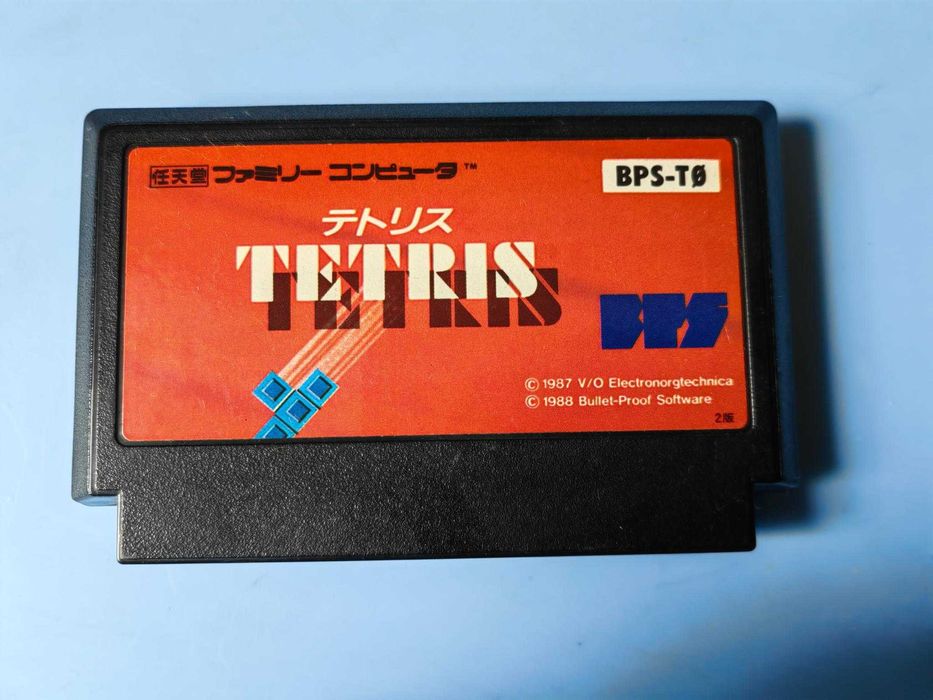 任天堂 ファミリー コンピュータ™
BPS-TØ
テトリス
TETRIS
TETRIS
BPS
© 1987 V/O Electronorgtechnica
© 1988 Bullet-Proof Software
2版